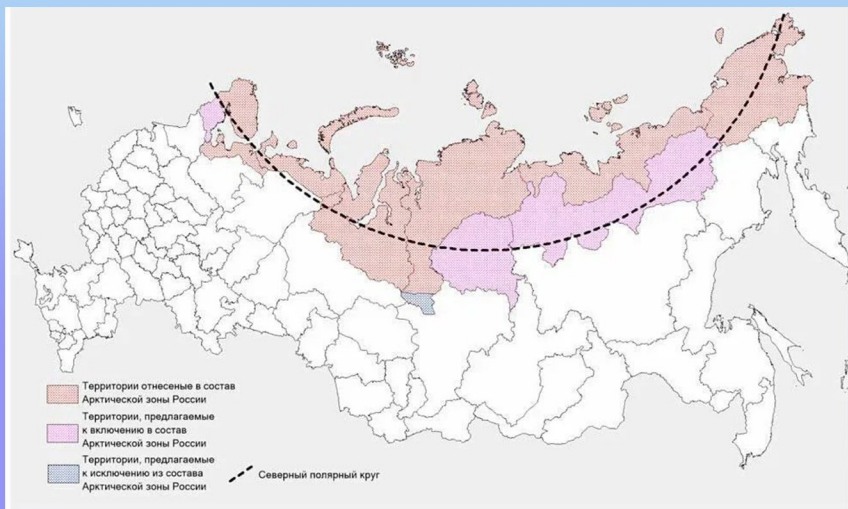 Территории отнесеные в состав
Арктической зоны России
Территории, предлагаемые
к включению в состав
Арктической зоны России
Территории, предлагаемые
к исключению из состава
Арктической зоны России
Северный полярный круг